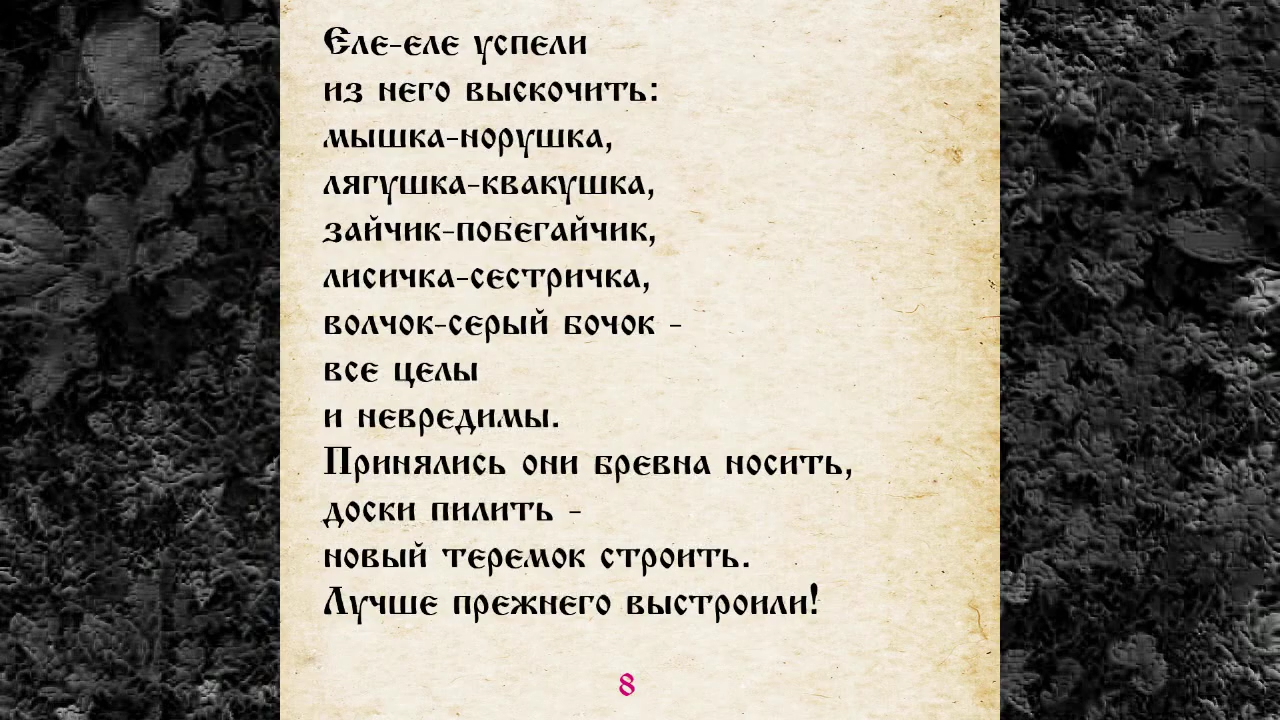 Еле-еле успели
из него выскочить:
мышка-норушка,
лягушка-квакушка,
зайчик-побегайчик,
лисичка-сестричка,
волчок-серый бочок -
все целы
и невредимы.
Принялись они бревна носить,
доски пилить -
новый теремок строить.
Лучше прежнего выстроили!
8